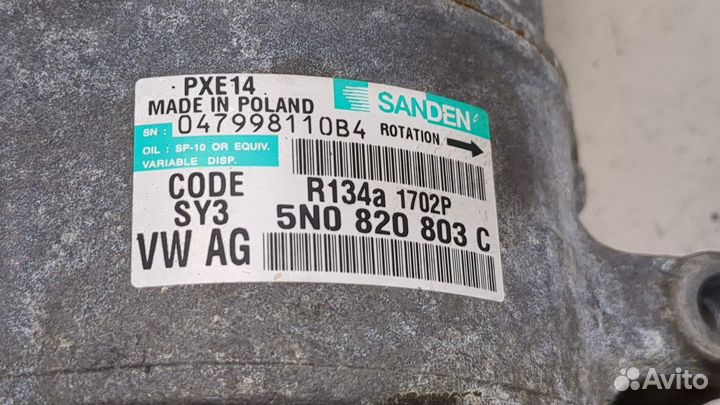 PXE14
MADE IN POLAND
SANDEN
SN : 047998110B4 ROTATION
OIL : SP-10 OR EQUIV.
VARIABLE DISP.
CODE R134a 1702P
SY3 5N0 820 803 C
VW AG
Avito